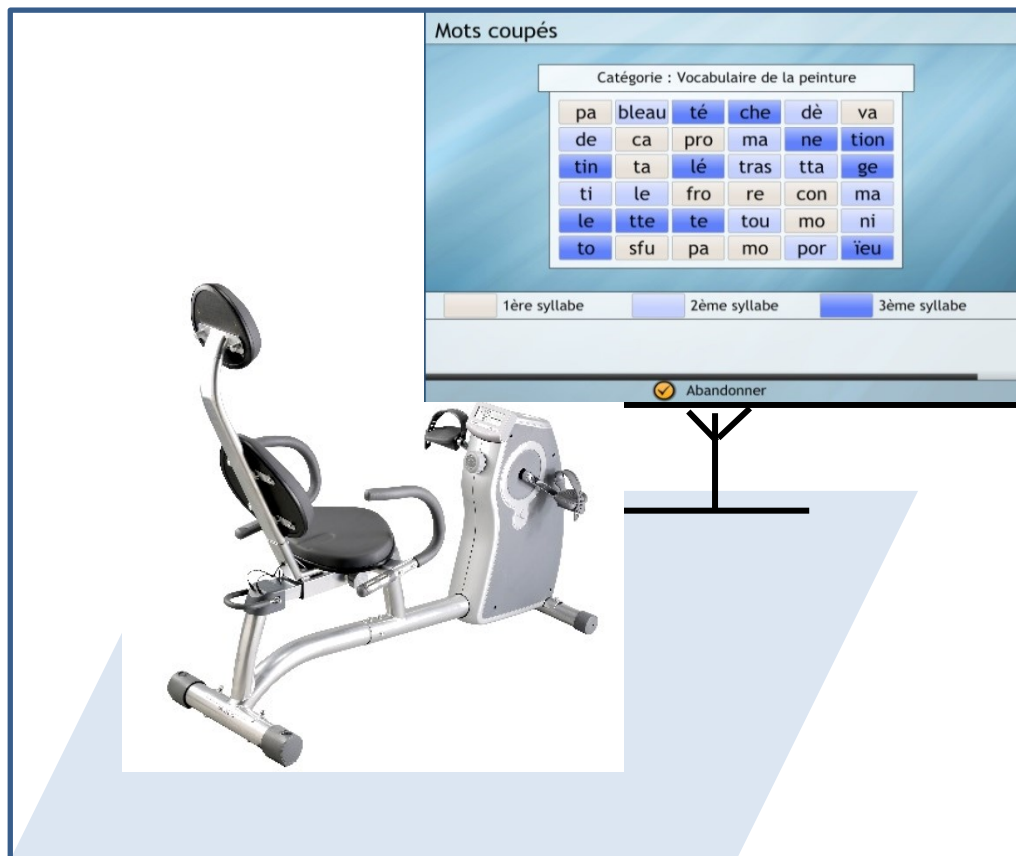 Mots coupés
Catégorie : Vocabulaire de la peinture
pa bleau té che dè va
de ca pro ma ne tion
tin ta lé tras tta ge
ti le fro re con ma
le tte te tou mo ni
to sfu pa mo por ïeu
1ère syllabe 2ème syllabe 3ème syllabe
Abandonner